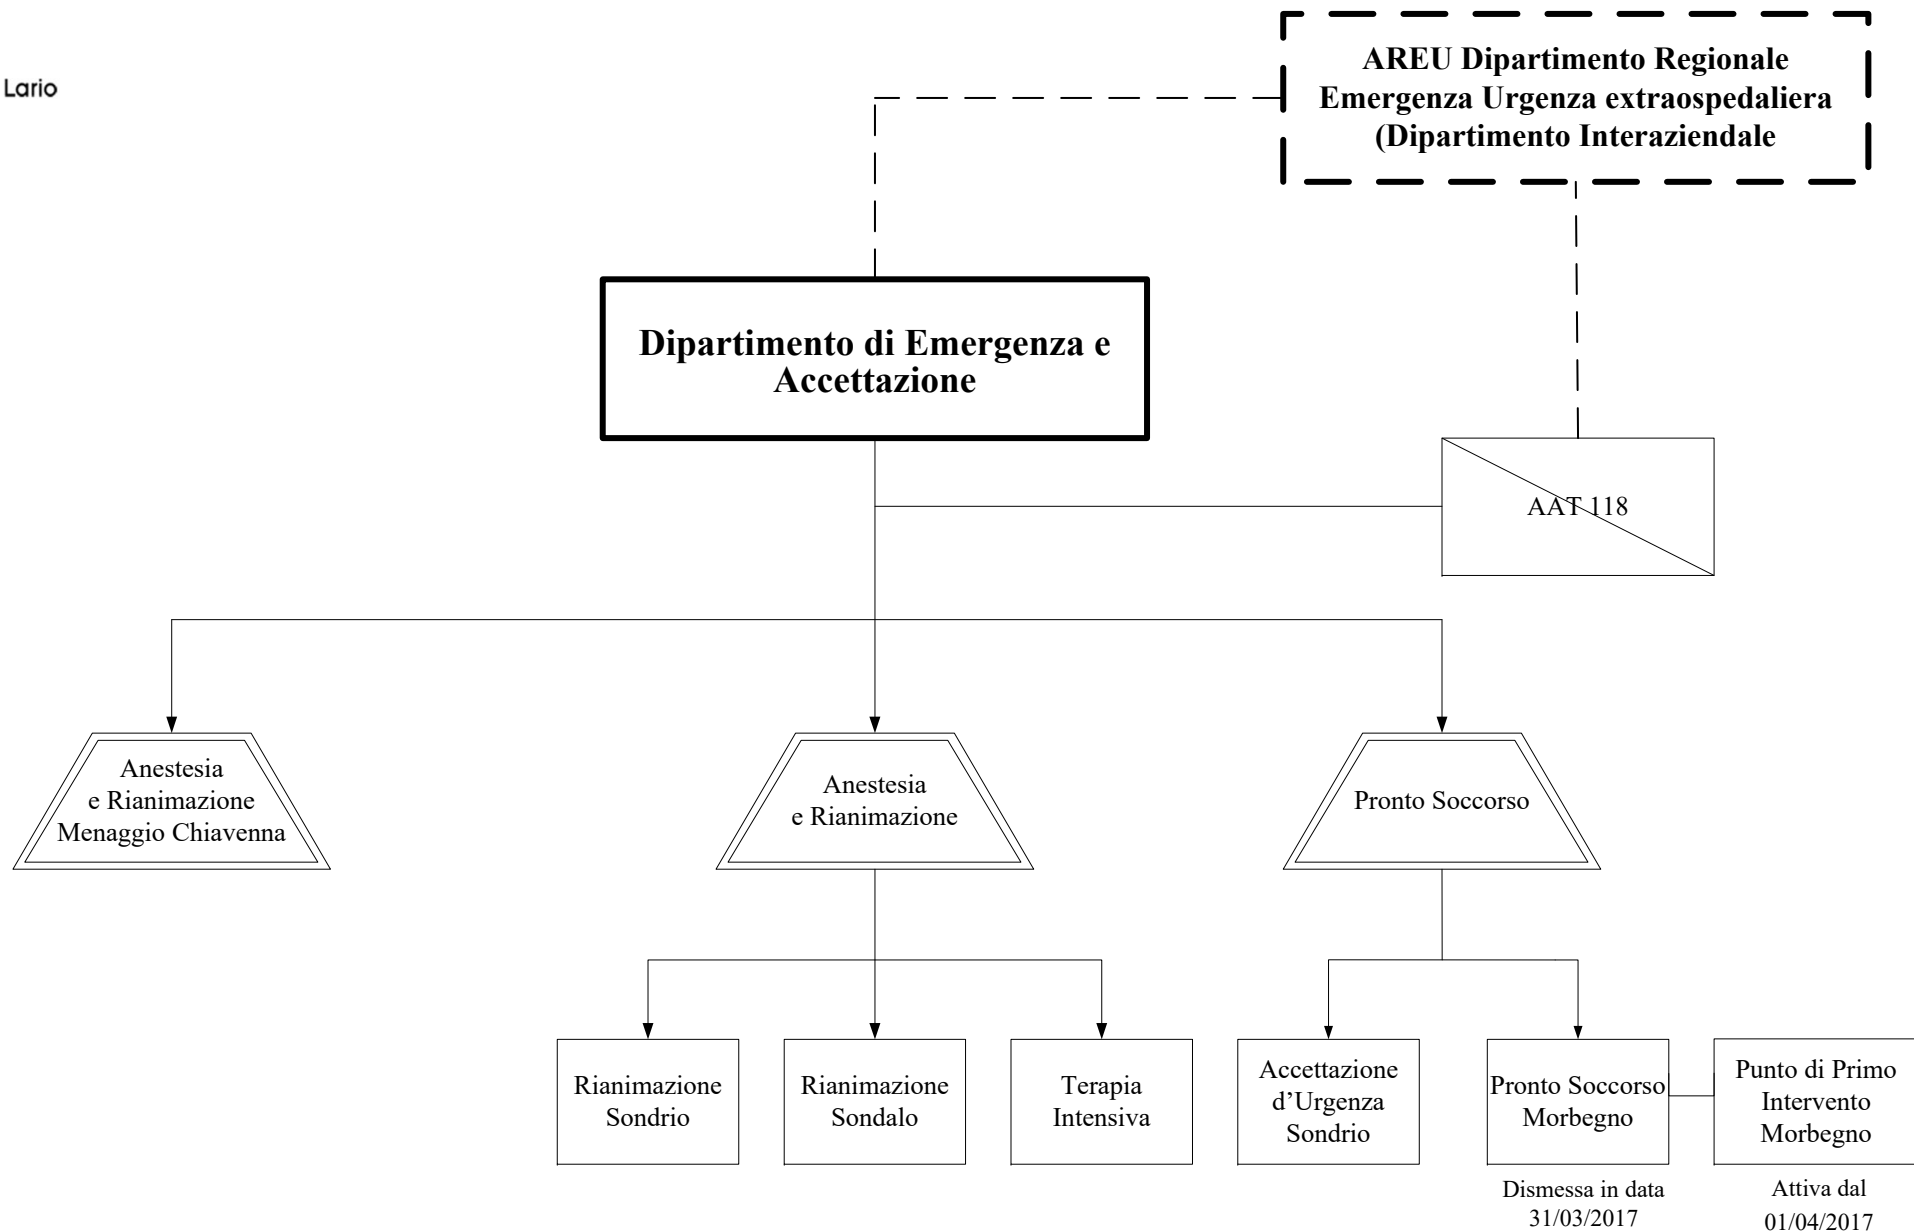 Lario
AREU Dipartimento Regionale
Emergenza Urgenza extraospedaliera
(Dipartimento Interaziendale
Dipartimento di Emergenza e
Accettazione
AAT 118
Anestesia
e Rianimazione
Menaggio Chiavenna
Anestesia
e Rianimazione
Pronto Soccorso
Rianimazione
Sondrio
Rianimazione
Sondalo
Terapia
Intensiva
Accettazione
d’Urgenza
Sondrio
Pronto Soccorso
Morbegno
Punto di Primo
Intervento
Morbegno
Dismessa in data
31/03/2017
Attiva dal
01/04/2017